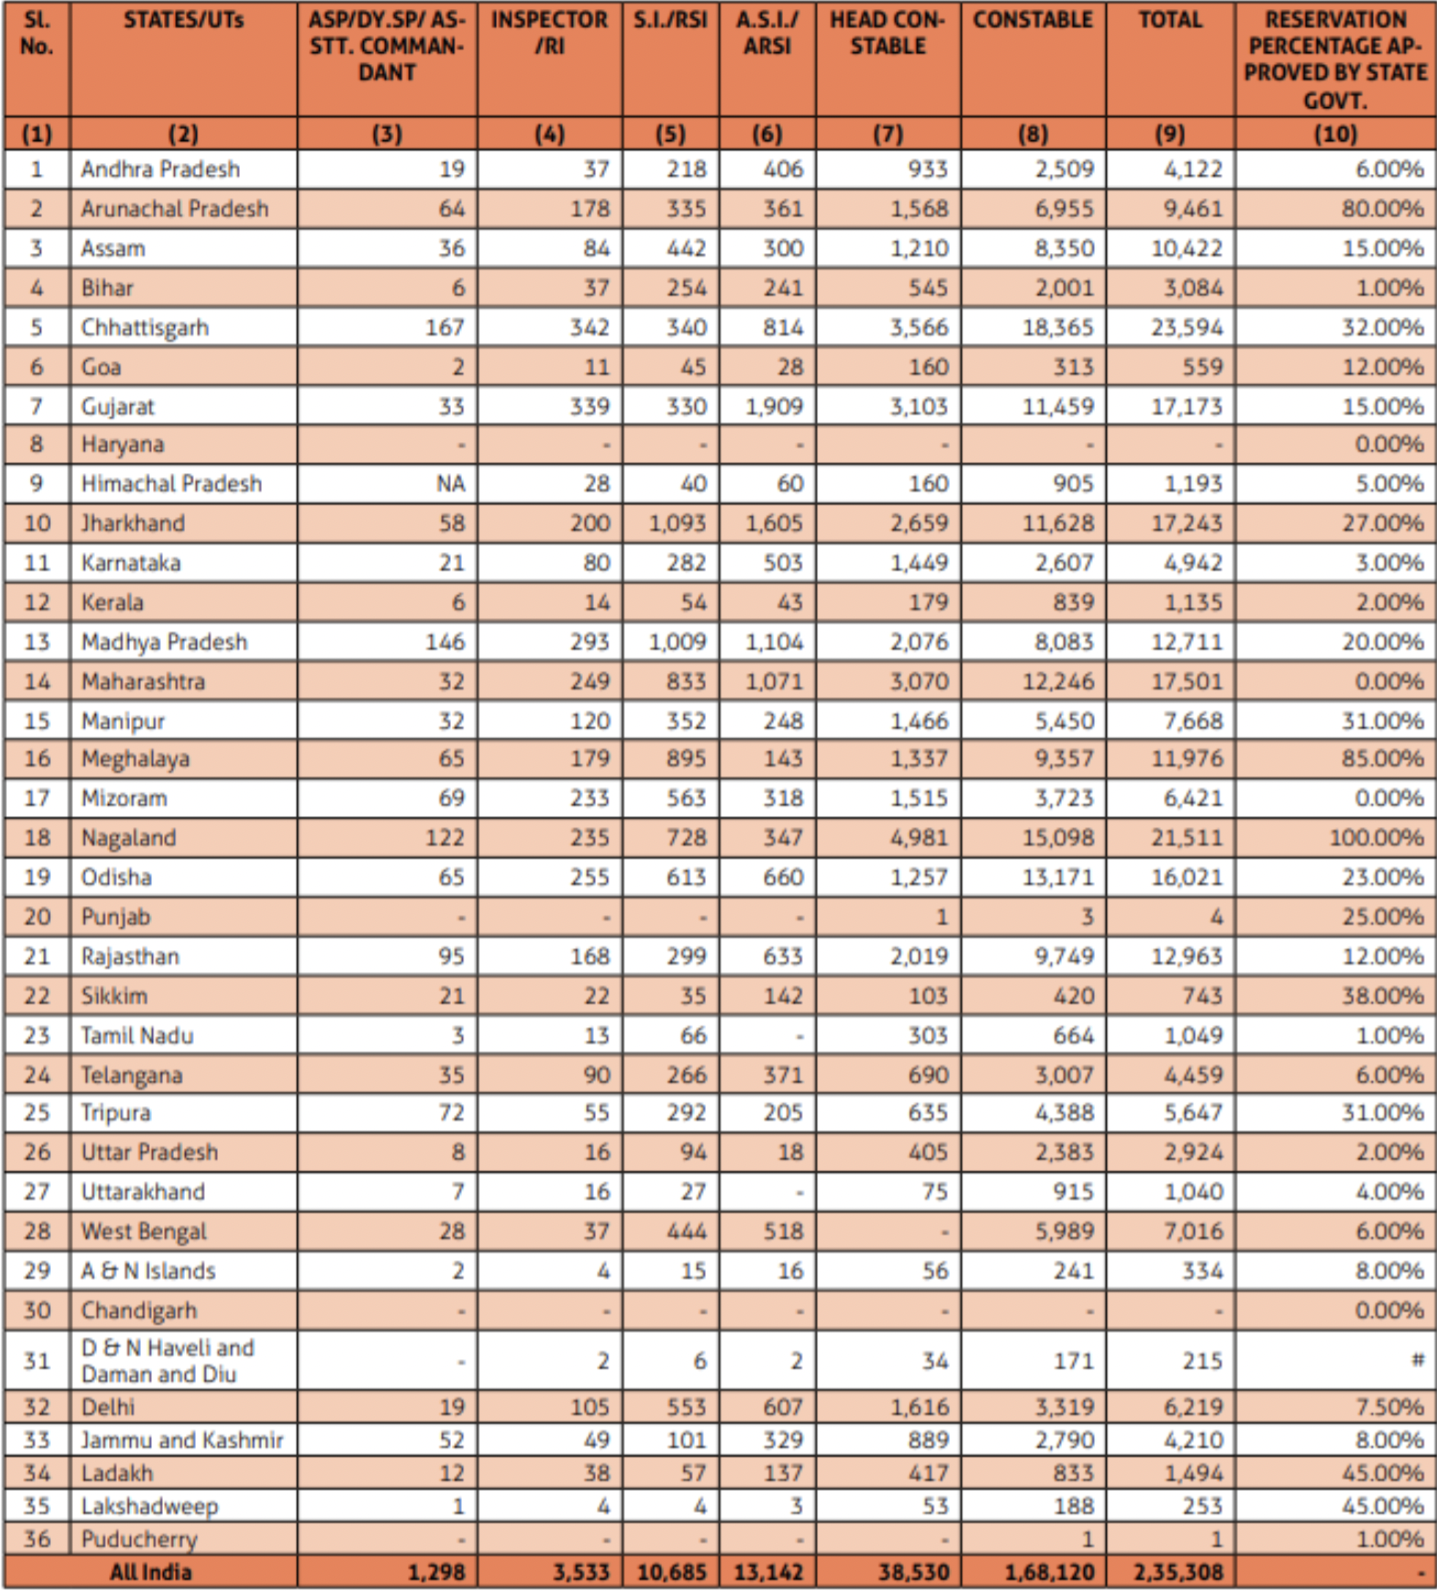 Sl. No. STATES/UTs ASP/DY.SP/ AS-STT. COMMAN-DANT INSPECTOR /RI S.I./RSI A.S.I./ ARSI HEAD CON-STABLE CONSTABLE TOTAL RESERVATION PERCENTAGE AP-PROVED BY STATE GOVT.
(1) (2) (3) (4) (5) (6) (7) (8) (9) (10)
1 Andhra Pradesh 19 37 218 406 933 2,509 4,122 6.00%
2 Arunachal Pradesh 64 178 335 361 1,568 6,955 9,461 80.00%
3 Assam 36 84 442 300 1,210 8,350 10,422 15.00%
4 Bihar 6 37 254 241 545 2,001 3,084 1.00%
5 Chhattisgarh 167 342 340 814 3,566 18,365 23,594 32.00%
6 Goa 2 11 45 28 160 313 559 12.00%
7 Gujarat 33 339 330 1,909 3,103 11,459 17,173 15.00%
8 Haryana - - - - - - - 0.00%
9 Himachal Pradesh NA 28 40 60 160 905 1,193 5.00%
10 Jharkhand 58 200 1,093 1,605 2,659 11,628 17,243 27.00%
11 Karnataka 21 80 282 503 1,449 2,607 4,942 3.00%
12 Kerala 6 14 54 43 179 839 1,135 2.00%
13 Madhya Pradesh 146 293 1,009 1,104 2,076 8,083 12,711 20.00%
14 Maharashtra 32 249 833 1,071 3,070 12,246 17,501 0.00%
15 Manipur 32 120 352 248 1,466 5,450 7,668 31.00%
16 Meghalaya 65 179 895 143 1,337 9,357 11,976 85.00%
17 Mizoram 69 233 563 318 1,515 3,723 6,421 0.00%
18 Nagaland 122 235 728 347 4,981 15,098 21,511 100.00%
19 Odisha 65 255 613 660 1,257 13,171 16,021 23.00%
20 Punjab - - - - 1 3 4 25.00%
21 Rajasthan 95 168 299 633 2,019 9,749 12,963 12.00%
22 Sikkim 21 22 35 142 103 420 743 38.00%
23 Tamil Nadu 3 13 66 - 303 664 1,049 1.00%
24 Telangana 35 90 266 371 690 3,007 4,459 6.00%
25 Tripura 72 55 292 205 635 4,388 5,647 31.00%
26 Uttar Pradesh 8 16 94 18 405 2,383 2,924 2.00%
27 Uttarakhand 7 16 27 - 75 915 1,040 4.00%
28 West Bengal 28 37 444 518 - 5,989 7,016 6.00%
29 A & N Islands 2 4 15 16 56 241 334 8.00%
30 Chandigarh - - - - - - - 0.00%
31 D & N Haveli and Daman and Diu - 2 6 2 34 171 215 #
32 Delhi 19 105 553 607 1,616 3,319 6,219 7.50%
33 Jammu and Kashmir 52 49 101 329 889 2,790 4,210 8.00%
34 Ladakh 12 38 57 137 417 833 1,494 45.00%
35 Lakshadweep 1 4 4 3 53 188 253 45.00%
36 Puducherry - - - - - 1 1 1.00%
All India 1,298 3,533 10,685 13,142 38,530 1,68,120 2,35,308 -